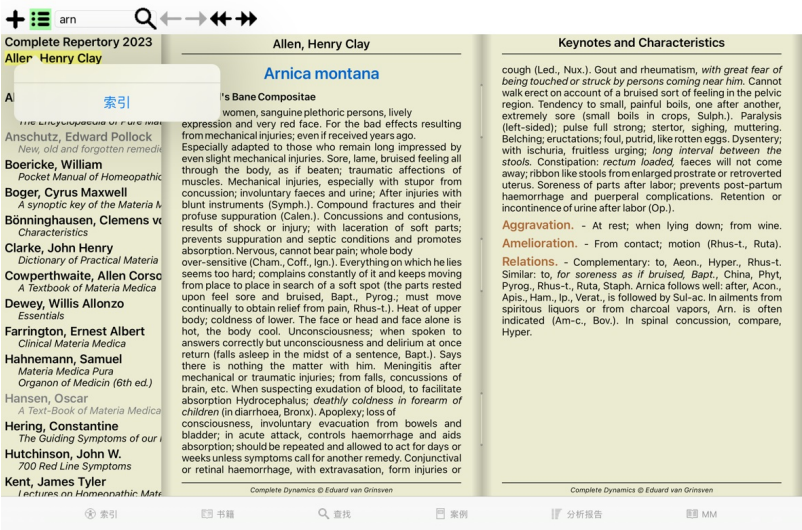 arn
Complete Repertory 2023
Allen, Henry Clay
索引
The Encyclopaedia of Pure Mat
Anschutz, Edward Pollock
New, old and forgotten remedie
Boericke, William
Pocket Manual of Homeopathic
Boger, Cyrus Maxwell
A synoptic key of the Materia M
Bönninghausen, Clemens vo
Characteristics
Clarke, John Henry
Dictionary of Practical Materia
Cowperthwaite, Allen Corso
A Textbook of Materia Medica
Dewey, Willis Allonzo
Essentials
Farrington, Ernest Albert
Clinical Materia Medica
Hahnemann, Samuel
Materia Medica Pura
Organon of Medicin (6th ed.)
Hansen, Oscar
A Text-Book of Materia Medica
Hering, Constantine
The Guiding Symptoms of our
Hutchinson, John W.
700 Red Line Symptoms
Kent, James Tyler
Lectures on Homeopathic Mate
Allen, Henry Clay
Arnica montana
's Bane Compositae
women, sanguine plethoric persons, lively
expression and very red face. For the bad effects resulting
from mechanical injuries; even if received years ago.
Especially adapted to those who remain long impressed by
even slight mechanical injuries. Sore, lame, bruised feeling all
through the body, as if beaten; traumatic affections of
muscles. Mechanical injuries, especially with stupor from
concussion; involuntary faeces and urine; After injuries with
blunt instruments (Symph.). Compound fractures and their
profuse suppuration (Calen.). Concussions and contusions,
results of shock or injury; with laceration of soft parts;
prevents suppuration and septic conditions and promotes
absorption. Nervous, cannot bear pain; whole body
over-sensitive (Cham., Coff., Ign.). Everything on which he lies
seems too hard; complains constantly of it and keeps moving
from place to place in search of a soft spot (the parts rested
upon feel sore and bruised, Bapt., Pyrog.; must move
continually to obtain relief from pain, Rhus-t.). Heat of upper
body; coldness of lower. The face or head and face alone is
hot, the body cool. Unconsciousness; when spoken to
answers correctly but unconsciousness and delirium at once
return (falls asleep in the midst of a sentence, Bapt.). Says
there is nothing the matter with him. Meningitis after
mechanical or traumatic injuries; from falls, concussions of
brain, etc. When suspecting exudation of blood, to facilitate
absorption Hydrocephalus; deathly coldness in forearm of
children (in diarrhoea, Bronx). Apoplexy; loss of
consciousness, involuntary evacuation from bowels and
bladder; in acute attack, controls haemorrhage and aids
absorption; should be repeated and allowed to act for days or
weeks unless symptoms call for another remedy. Conjunctival
or retinal haemorrhage, with extravasation, form injuries or
Complete Dynamics © Eduard van Grinsven
Keynotes and Characteristics
cough (Led., Nux.). Gout and rheumatism, with great fear of
being touched or struck by persons coming near him. Cannot
walk erect on account of a bruised sort of feeling in the pelvic
region. Tendency to small, painful boils, one after another,
extremely sore (small boils in crops, Sulph.). Paralysis
(left-sided); pulse full strong; stertor, sighing, muttering.
Belching; eructations; foul, putrid, like rotten eggs. Dysentery;
with ischuria, fruitless urging; long interval between the
stools. Constipation: rectum loaded, faeces will not come
away; ribbon like stools from enlarged prostrate or retroverted
uterus. Soreness of parts after labor; prevents post-partum
haemorrhage and puerperal complications. Retention or
incontinence of urine after labor (Op.).
Aggravation. - At rest; when lying down; from wine.
Amelioration. - From contact; motion (Rhus-t., Ruta).
Relations. - Complementary: to, Aeon., Hyper., Rhus-t.
Similar: to, for soreness as if bruised, Bapt., China, Phyt,
Pyrog., Rhus-t., Ruta, Staph. Arnica follows well: after, Acon.,
Apis., Ham., Ip., Verat., is followed by Sul-ac. In ailments from
spiritous liquors or from charcoal vapors, Arn. is often
indicated (Am-c., Bov.). In spinal concussion, compare,
Hyper.
Complete Dynamics © Eduard van Grinsven
索引
书籍
查找
案例
分析报告
MM